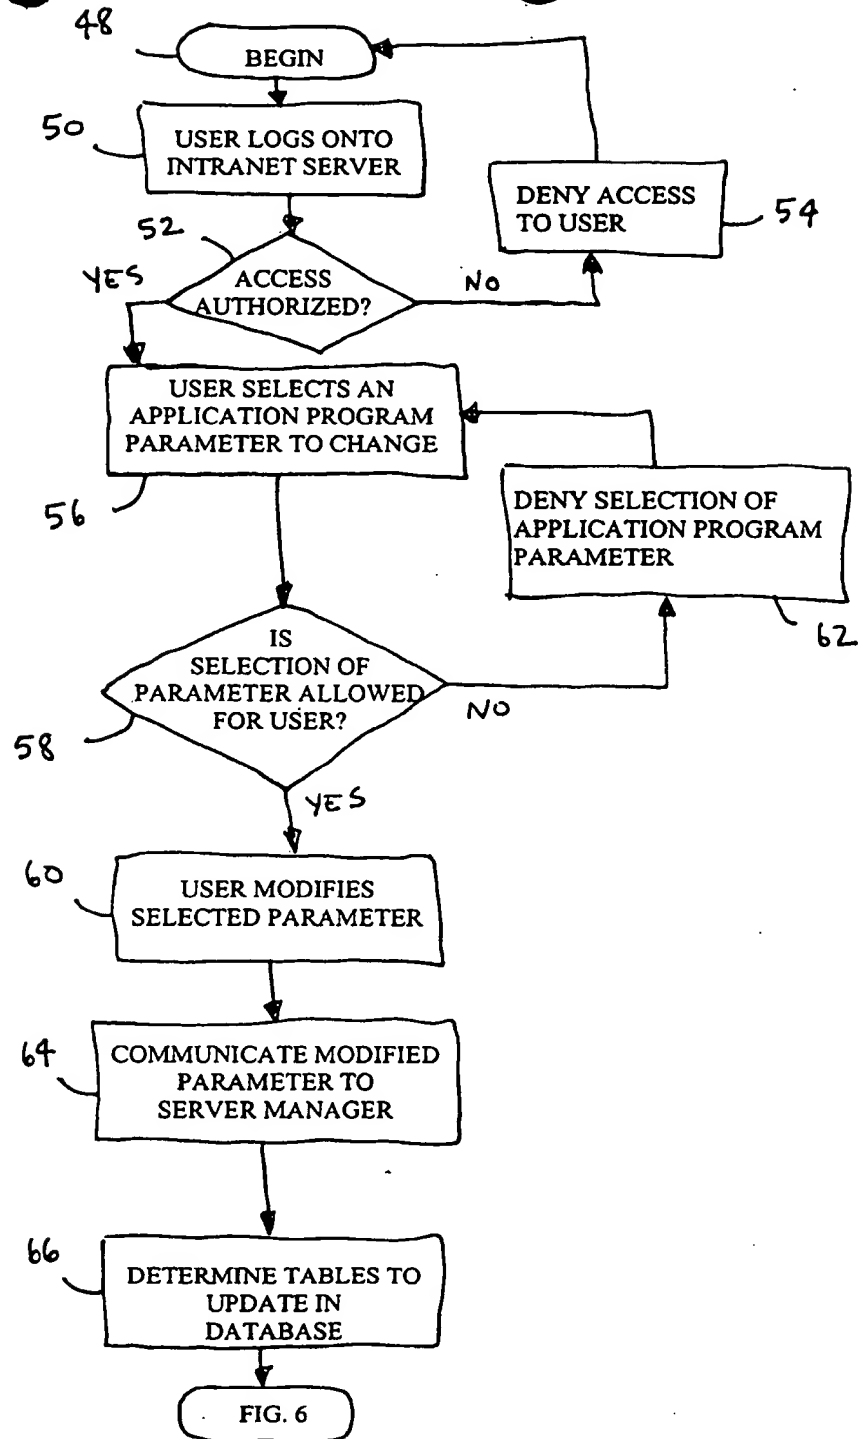 48
BEGIN
50
USER LOGS ONTO
INTRANET SERVER
DENY ACCESS
TO USER
54
52
YES
ACCESS
AUTHORIZED?
NO
USER SELECTS AN
APPLICATION PROGRAM
PARAMETER TO CHANGE
56
DENY SELECTION OF
APPLICATION PROGRAM
PARAMETER
62
IS
SELECTION OF
PARAMETER ALLOWED
FOR USER?
NO
58
YES
60
USER MODIFIES
SELECTED PARAMETER
64
COMMUNICATE MODIFIED
PARAMETER TO
SERVER MANAGER
66
DETERMINE TABLES TO
UPDATE IN
DATABASE
FIG. 6